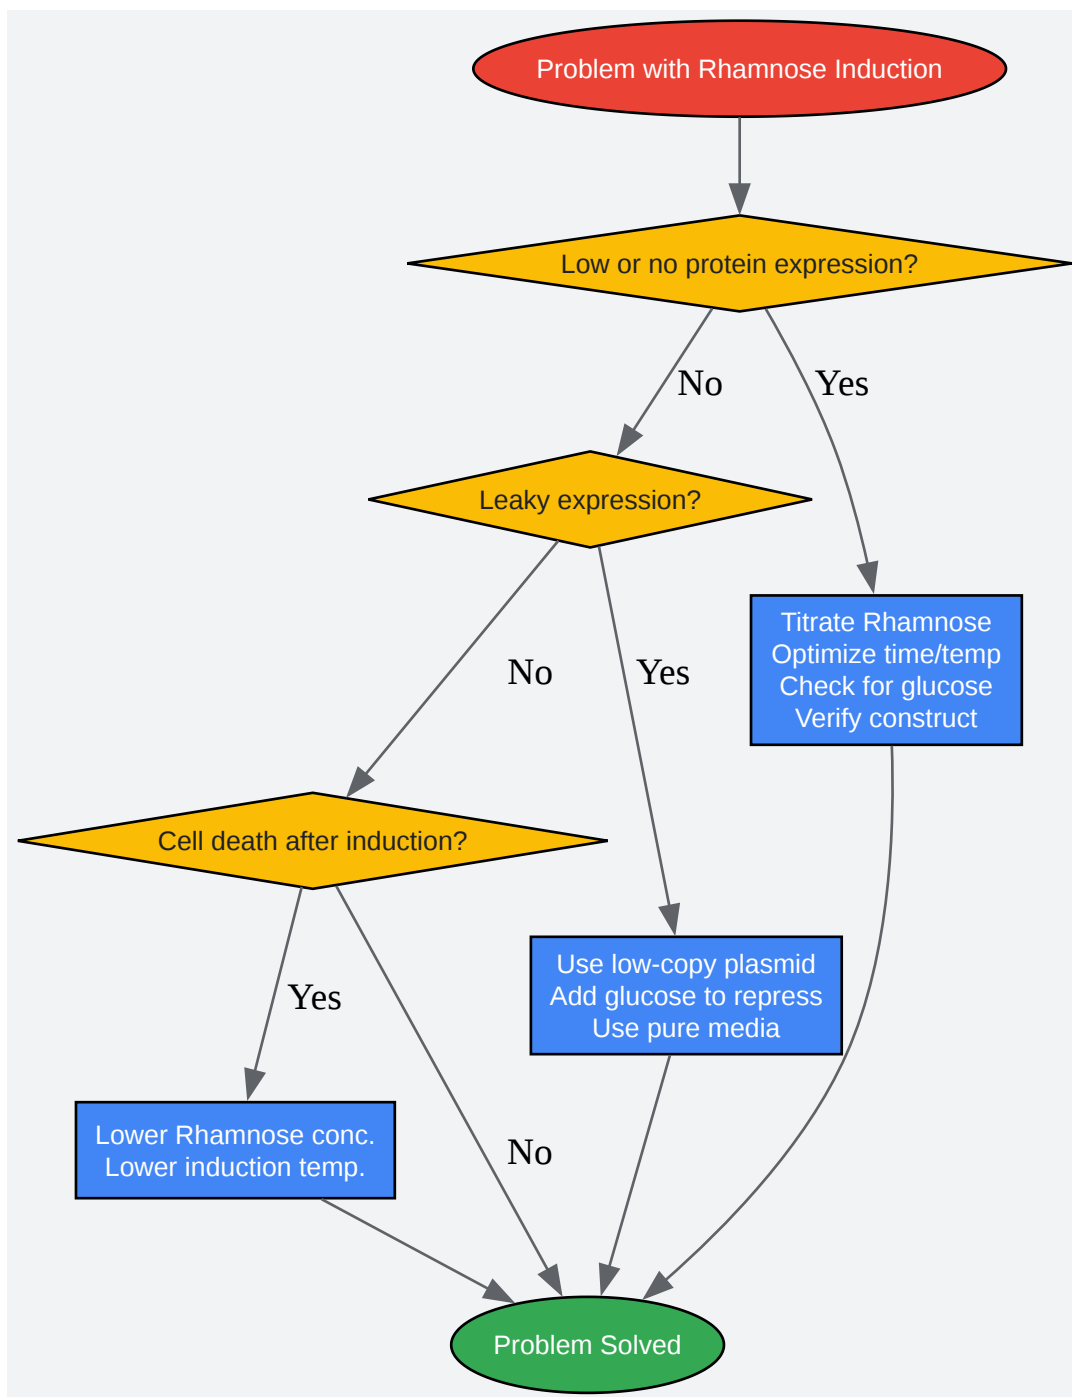 Problem with Rhamnose Induction
Low or no protein expression?
No
Yes
Leaky expression?
Titrate Rhamnose
Optimize time/temp
Check for glucose
Verify construct
No
Yes
Cell death after induction?
Use low-copy plasmid
Add glucose to repress
Use pure media
Yes
Lower Rhamnose conc.
Lower induction temp.
No
Problem Solved